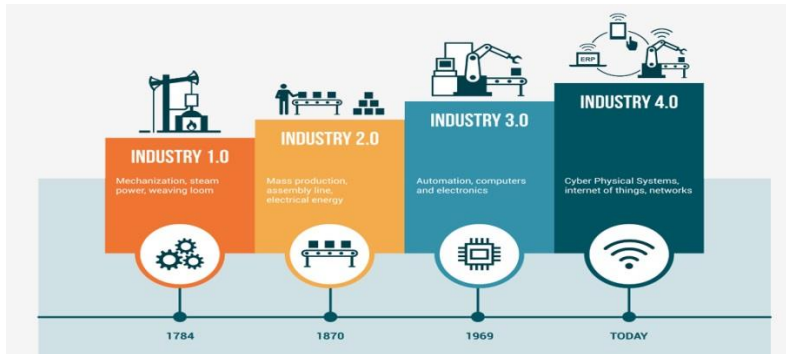 ERP
INDUSTRY 1.0
Mechanization, steam
power, weaving loom
INDUSTRY 2.0
Mass production,
assembly line,
electrical energy
INDUSTRY 3.0
Automation, computers
and electronics
INDUSTRY 4.0
Cyber Physical Systems,
internet of things, networks
1784
1870
1969
TODAY